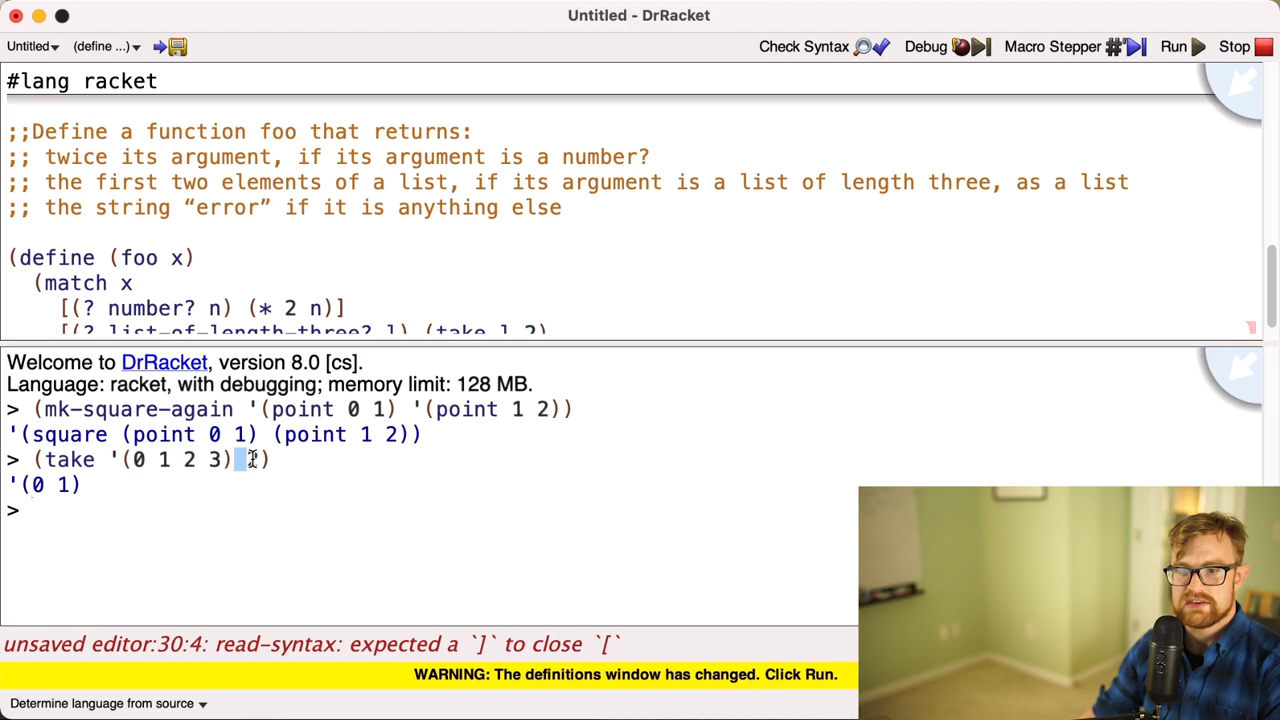 Untitled - DrRacket
Untitled (define ...) Check Syntax Debug Macro Stepper Run Stop
#lang racket
;;Define a function foo that returns:
;; twice its argument, if its argument is a number?
;; the first two elements of a list, if its argument is a list of length three, as a list
;; the string “error” if it is anything else
(define (foo x)
(match x
[(? number? n) (* 2 n)]
[(? list-of-length-three? l) (take l 2)
Welcome to DrRacket, version 8.0 [cs].
Language: racket, with debugging; memory limit: 128 MB.
> (mk-square-again '(point 0 1) '(point 1 2))
'(square (point 0 1) (point 1 2))
> (take '(0 1 2 3) )
'(0 1)
>
unsaved editor:30:4: read-syntax: expected a `]` to close `[`
WARNING: The definitions window has changed. Click Run.
Determine language from source